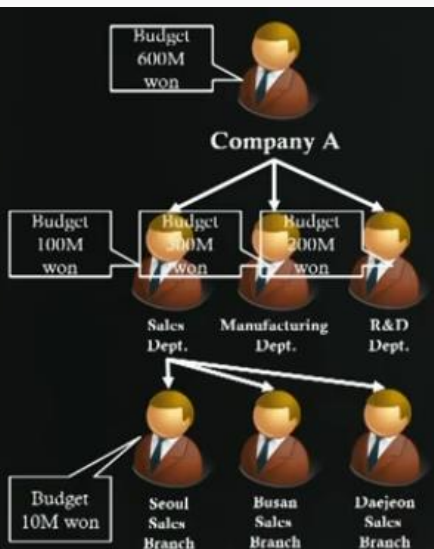 Budget
600M
won
Company A
Budget
100M
won
Budget
300M
won
Budget
200M
won
Sales
Dept.
Manufacturing
Dept.
R&D
Dept.
Budget
10M won
Seoul
Sales
Branch
Busan
Sales
Branch
Daejeon
Sales
Branch